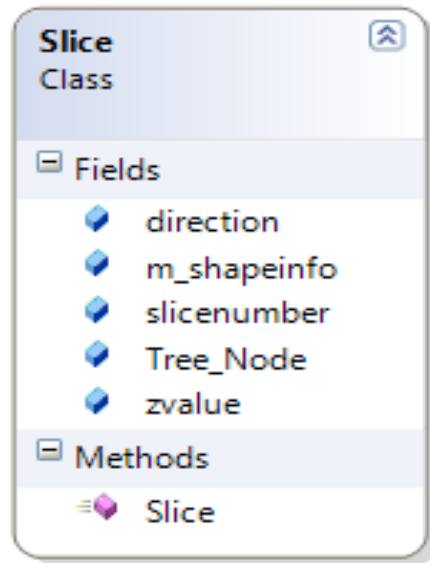 Slice
Class
Fields
direction
m_shapeinfo
slicenumber
Tree_Node
zvalue
Methods
Slice